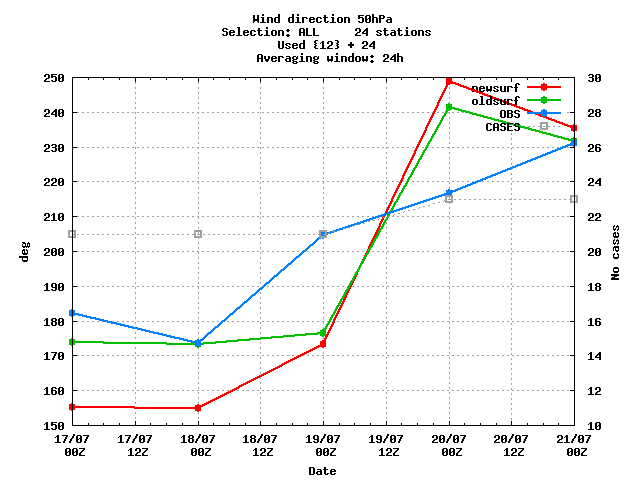 Wind direction 50hPa
Selection: ALL     24 stations
Used {12} + 24
Averaging window: 24h
250
240
230
220
210
200
190
180
170
160
150
deg
30
28
26
24
22
20
18
16
14
12
10
No cases
newsurf
oldsurf
OBS
CASES
17/07 17/07 18/07 18/07 19/07 19/07 20/07 20/07 21/07
00Z 12Z 00Z 12Z 00Z 12Z 00Z 12Z 00Z
Date